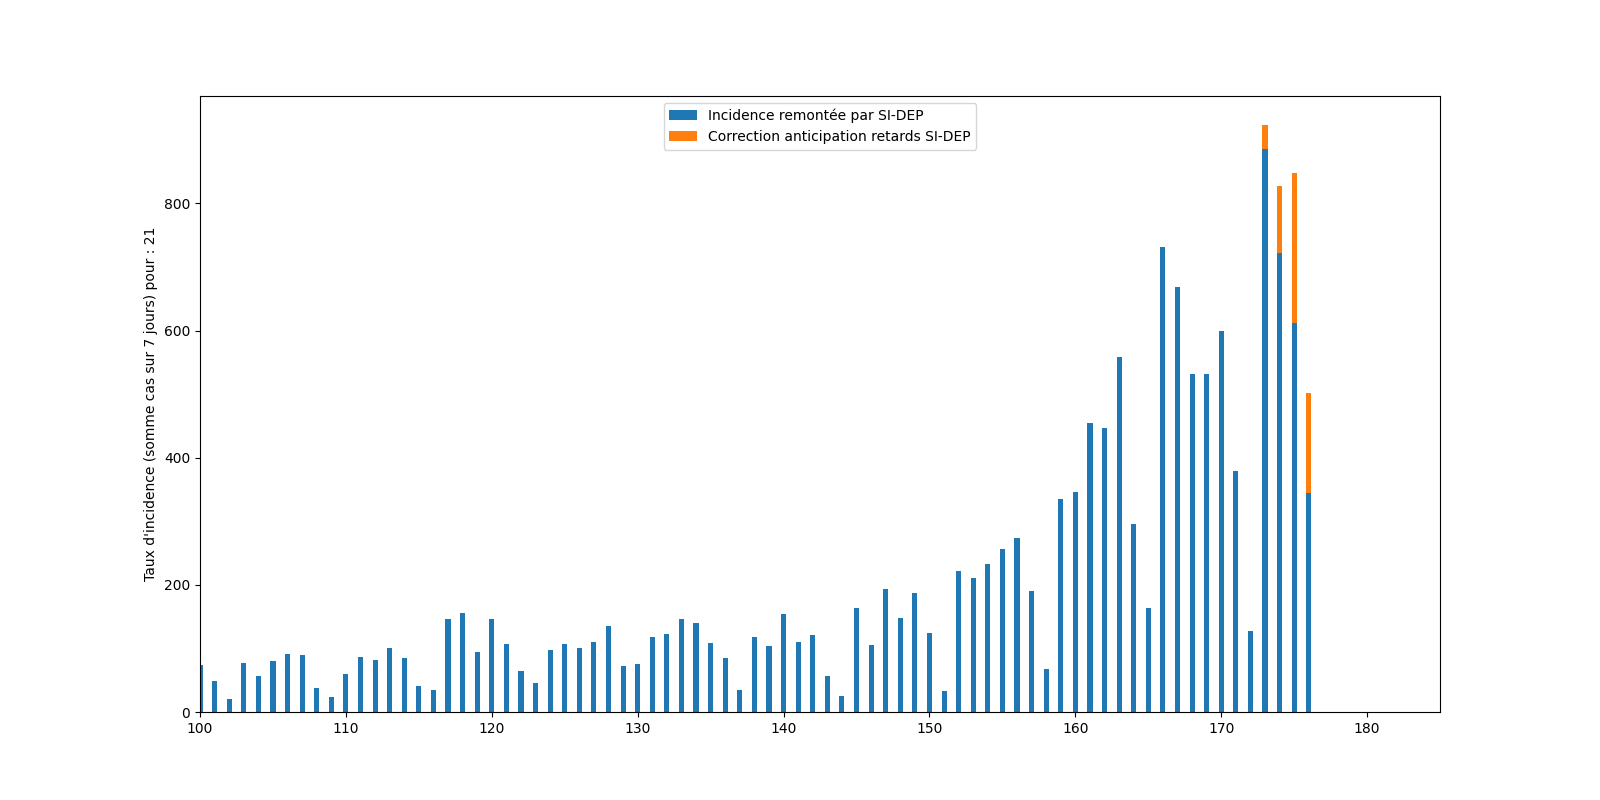 Incidence remontée par SI-DEP
Correction anticipation retards SI-DEP
Taux d'incidence (somme cas sur 7 jours) pour : 21
800
600
400
200
0
100 110 120 130 140 150 160 170 180